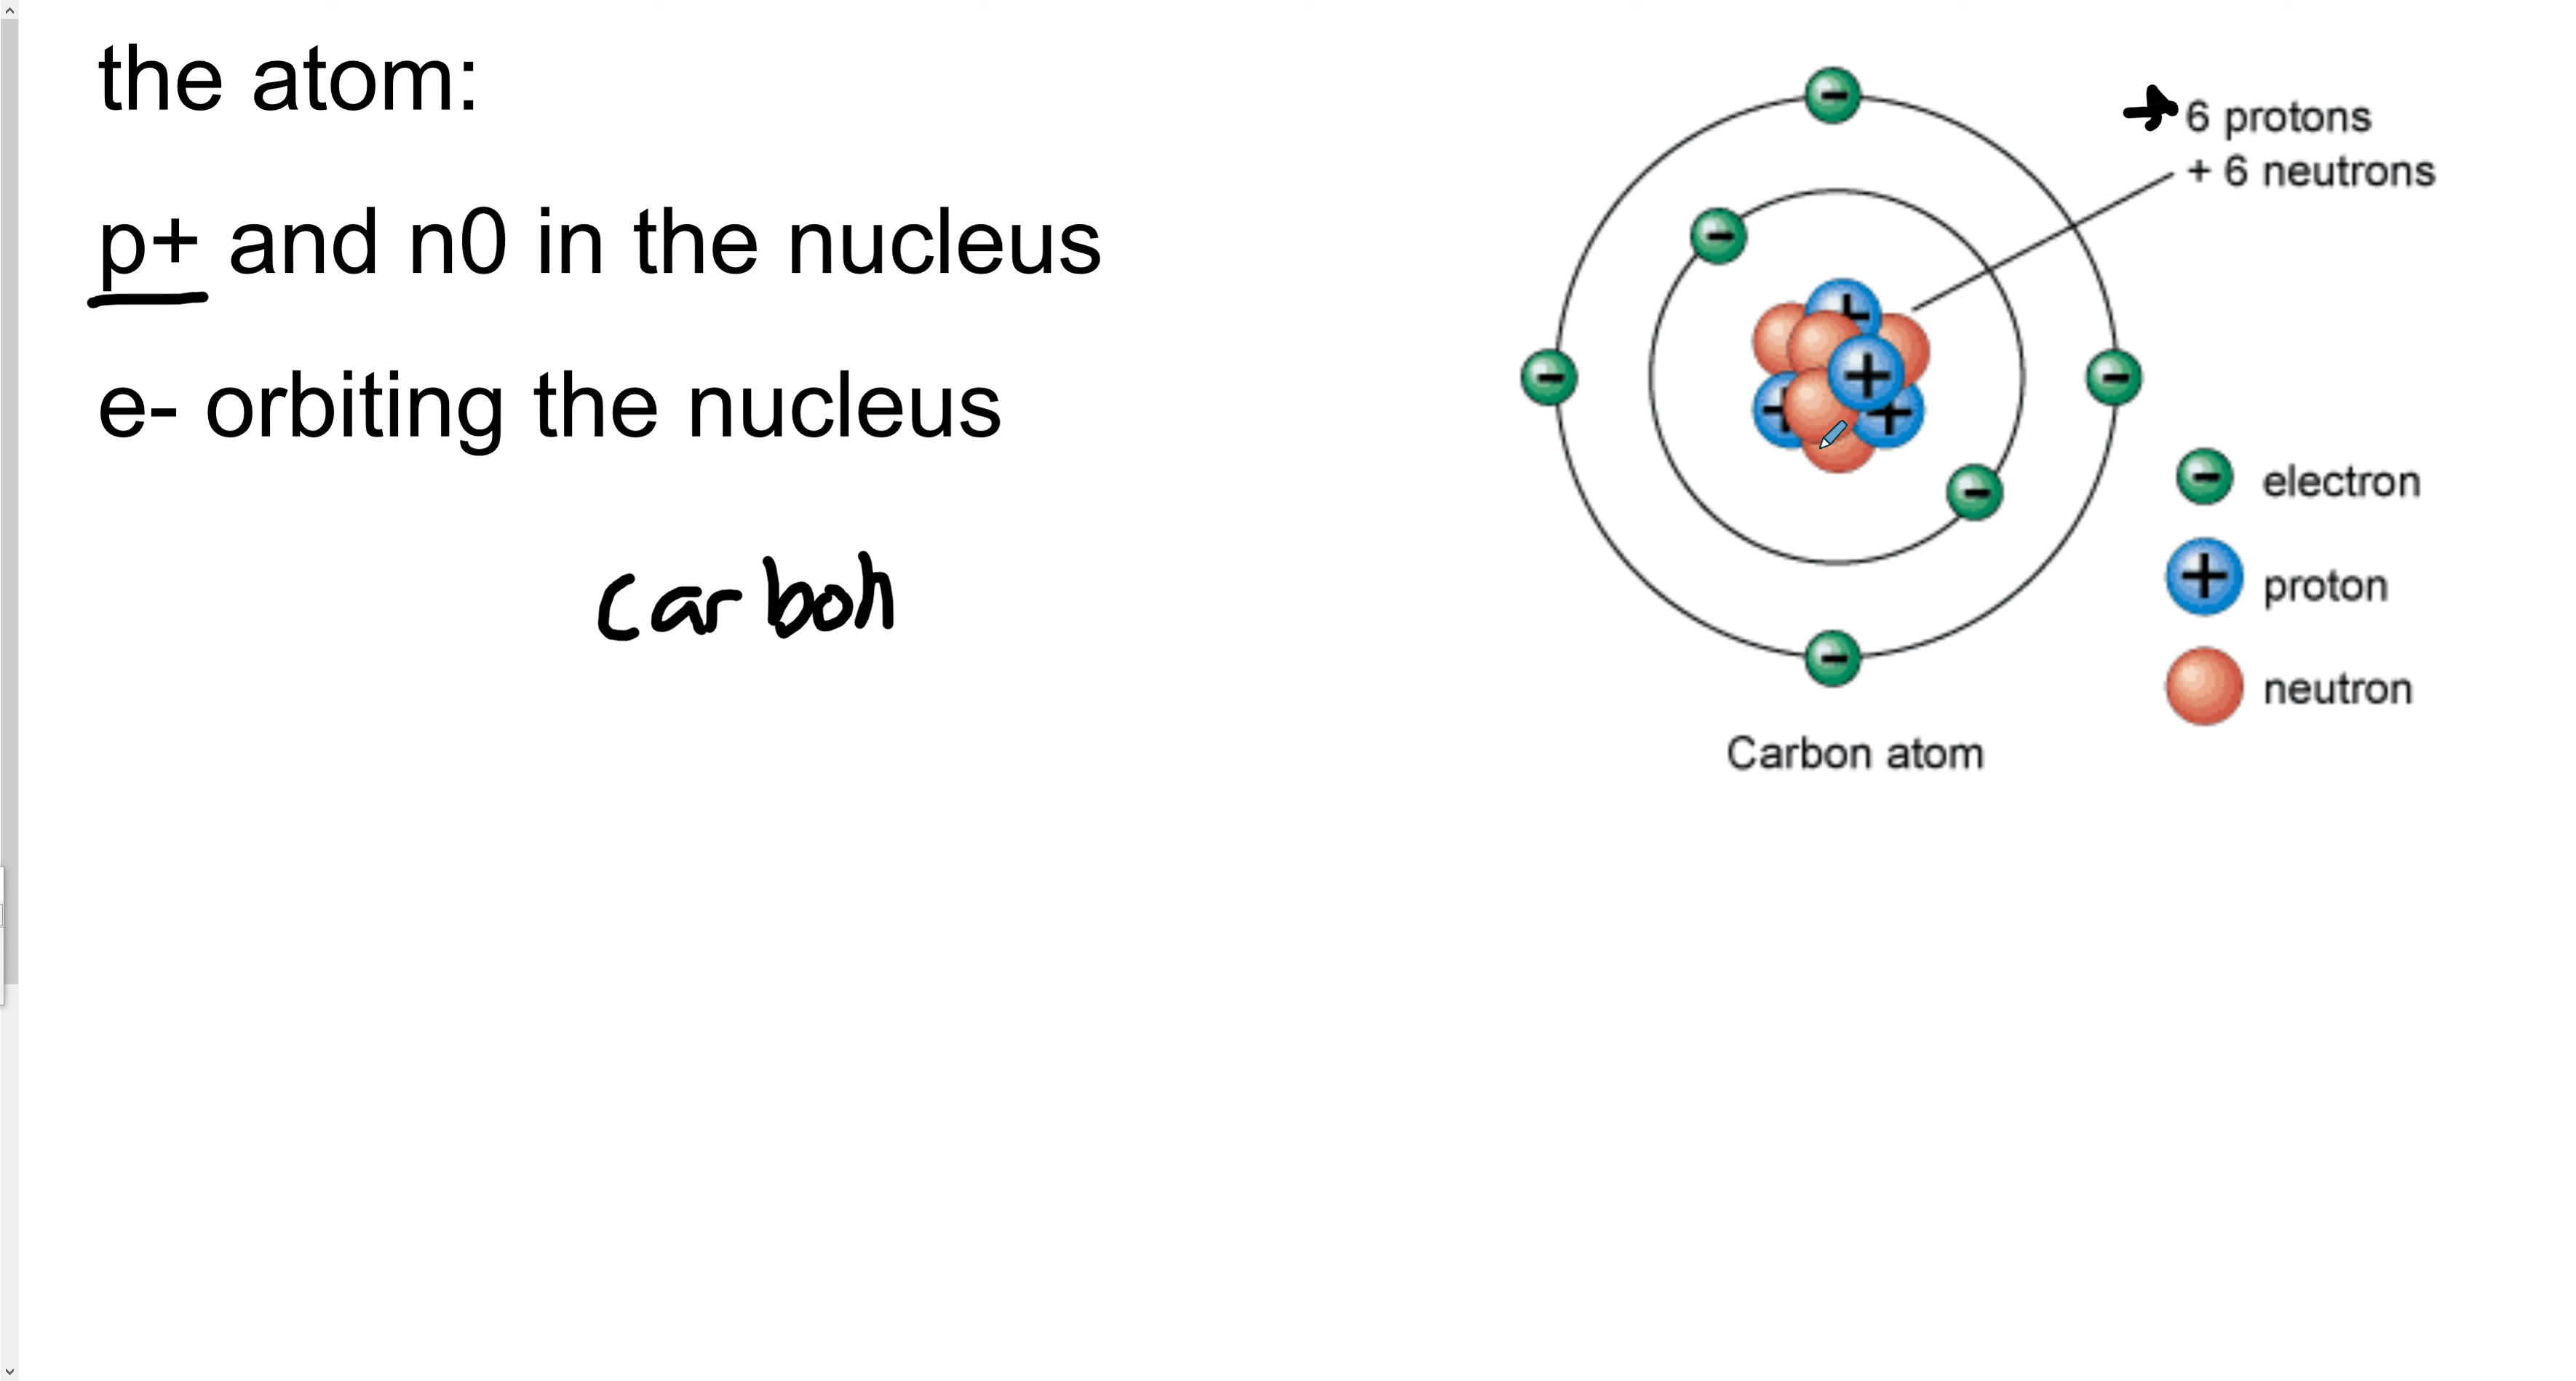 the atom:
p+ and n0 in the nucleus
e- orbiting the nucleus
carbon
6 protons
+ 6 neutrons
electron
proton
neutron
Carbon atom